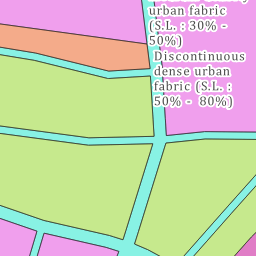 urban fabric
(S.L. : 30% -
50%)
Discontinuous
dense urban
fabric (S.L. :
50% - 80%)